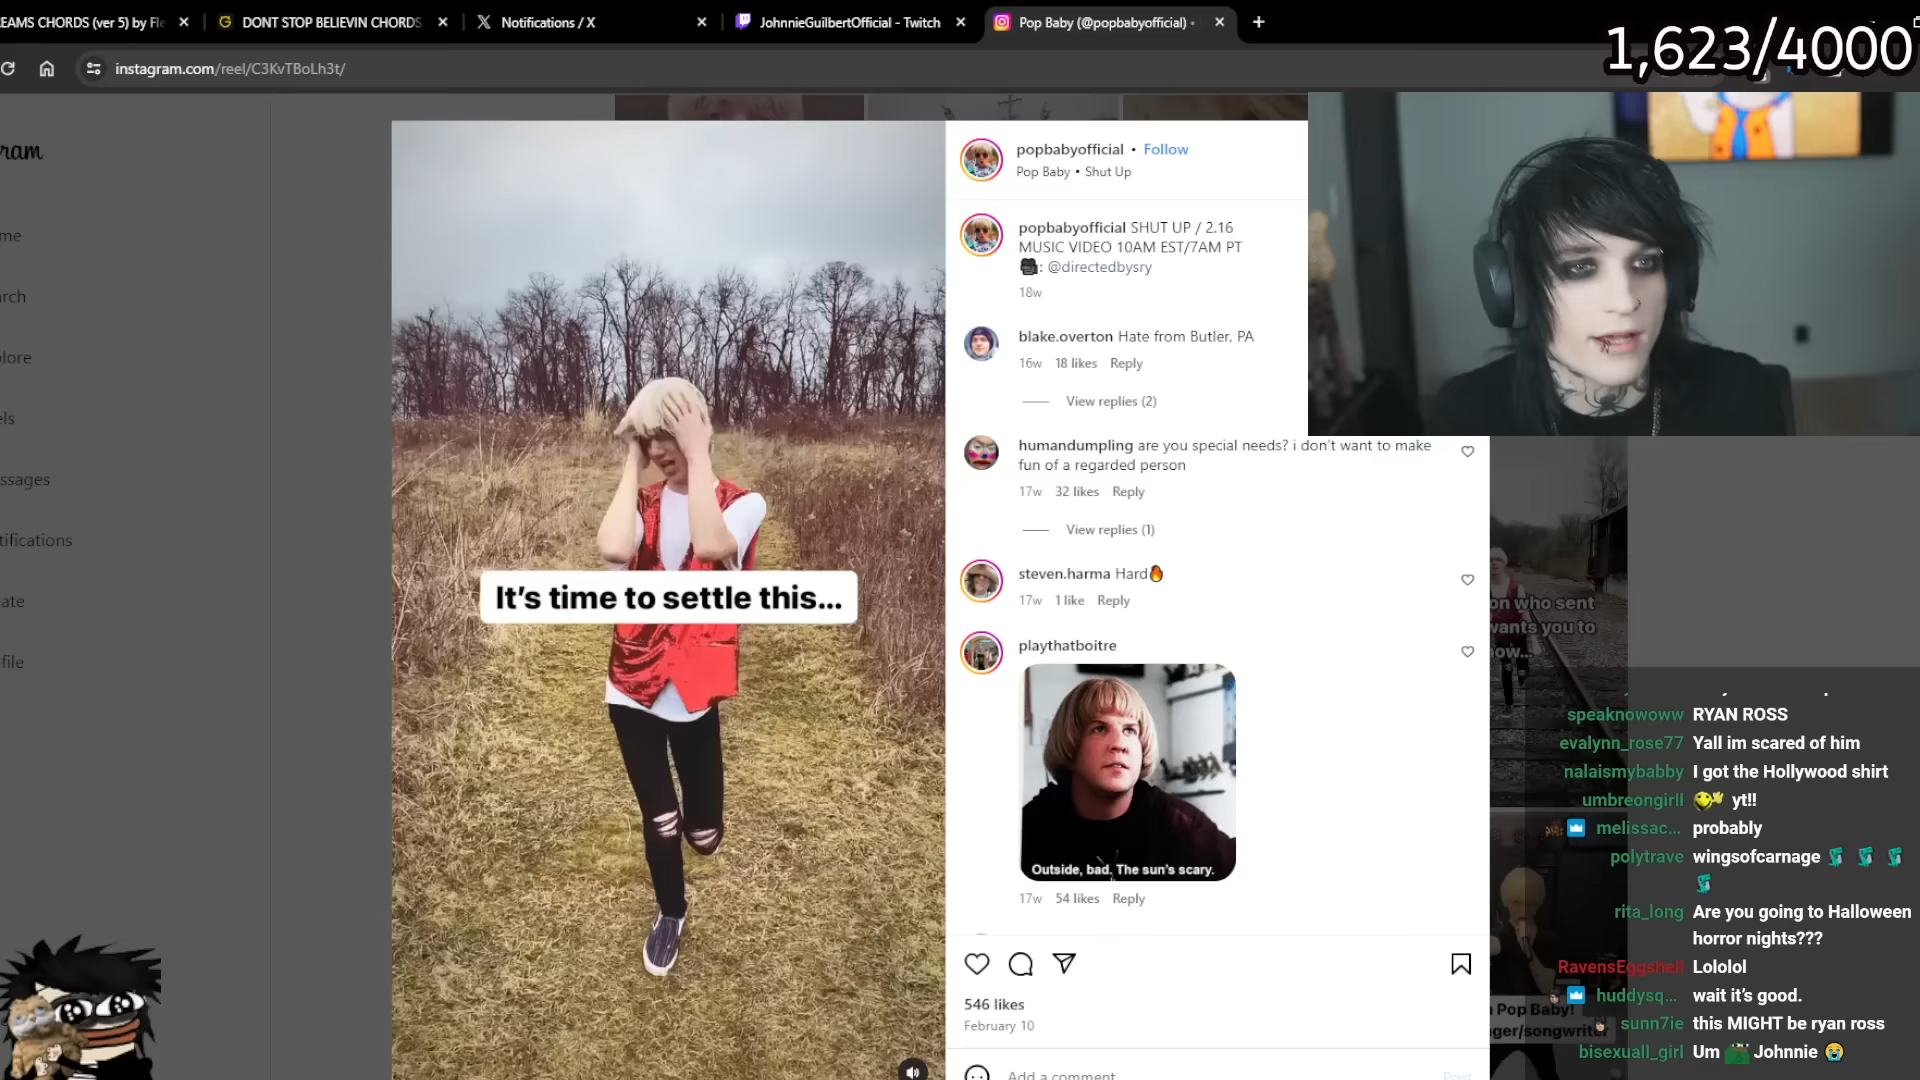 EAMS CHORDS (ver 5) by Fle
DONT STOP BELIEVIN CHORDS
Notifications / X
JohnnieGuilbertOfficial - Twitch
Pop Baby (@popbabyofficial) •
1,623/4000
instagram.com/reel/C3KvTBoLh3t/
ram
me
rch
lore
els
ssages
tifications
ate
file
It's time to settle this...
popbabyofficial • Follow
Pop Baby • Shut Up
popbabyofficial SHUT UP / 2.16
MUSIC VIDEO 10AM EST/7AM PT
: @directedbysry
18w
blake.overton Hate from Butler, PA
16w 18 likes Reply
View replies (2)
humandumpling are you special needs? i don't want to make
fun of a regarded person
17w 32 likes Reply
View replies (1)
steven.harma Hard🔥
17w 1 like Reply
playthatboitre
Outside, bad. The sun's scary.
17w 54 likes Reply
546 likes
February 10
Add a comment
Post
on who sent
wants you to
Pop Baby!
speaknowoww RYAN ROSS
evalynn_rose77 Yall im scared of him
nalaismybabby I got the Hollywood shirt
umbreongirll yt!!
melissac... probably
polytrave wingsofcarnage
rita_long Are you going to Halloween
horror nights???
RavensEggshell Lololol
huddysq... wait it's good.
sunn7ie this MIGHT be ryan ross
bisexuall_girl Um Johnnie 😭